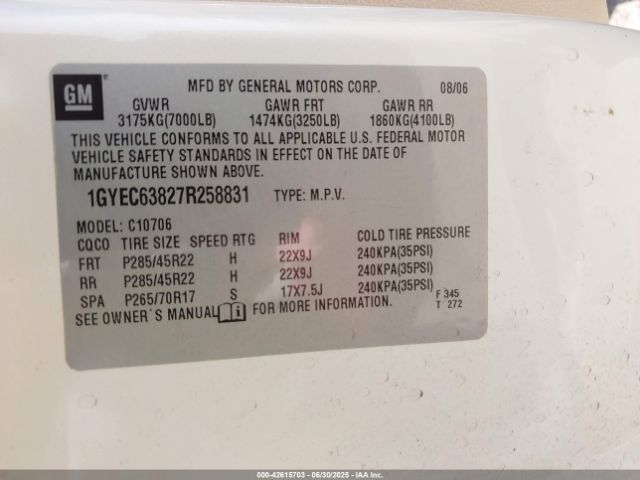 GM ®
MFD BY GENERAL MOTORS CORP. 08/06
GVWR GAWR FRT GAWR RR
3175KG(7000LB) 1474KG(3250LB) 1860KG(4100LB)
THIS VEHICLE CONFORMS TO ALL APPLICABLE U.S. FEDERAL MOTOR
VEHICLE SAFETY STANDARDS IN EFFECT ON THE DATE OF
MANUFACTURE SHOWN ABOVE.
1GYEC63827R258831 TYPE: M.P.V.
MODEL: C10706
CQCO TIRE SIZE SPEED RTG RIM COLD TIRE PRESSURE
FRT P285/45R22 H 22X9J 240KPA(35PSI)
RR P285/45R22 H 22X9J 240KPA(35PSI)
SPA P265/70R17 S 17X7.5J 240KPA(35PSI)
SEE OWNER'S MANUAL i FOR MORE INFORMATION.
F 345
T 272
000-42615703 - 06/30/2025 - IAA Inc.